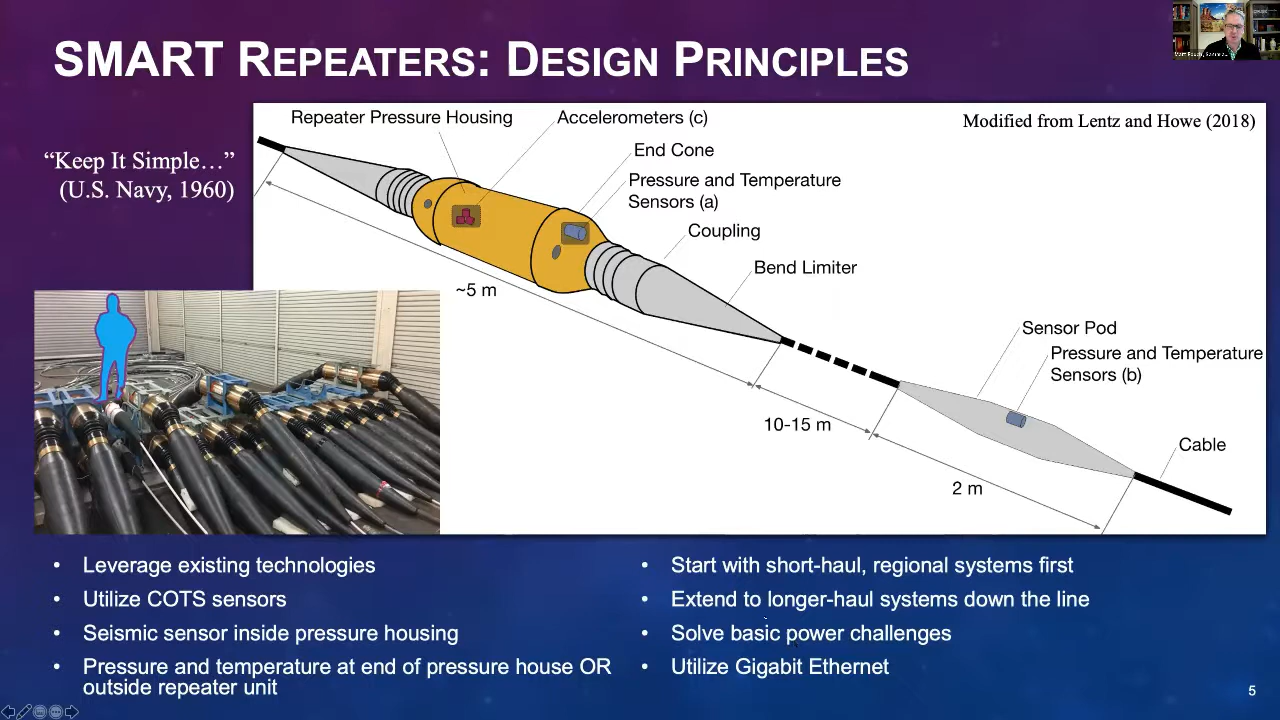 SMART REPEATERS: DESIGN PRINCIPLES
“Keep It Simple…”
(U.S. Navy, 1960)
Repeater Pressure Housing
Accelerometers (c)
Modified from Lentz and Howe (2018)
End Cone
Pressure and Temperature
Sensors (a)
Coupling
Bend Limiter
~5 m
Sensor Pod
Pressure and Temperature
Sensors (b)
10-15 m
Cable
2 m
• Leverage existing technologies
• Utilize COTS sensors
• Seismic sensor inside pressure housing
• Pressure and temperature at end of pressure house OR
outside repeater unit
• Start with short-haul, regional systems first
• Extend to longer-haul systems down the line
• Solve basic power challenges
• Utilize Gigabit Ethernet
5